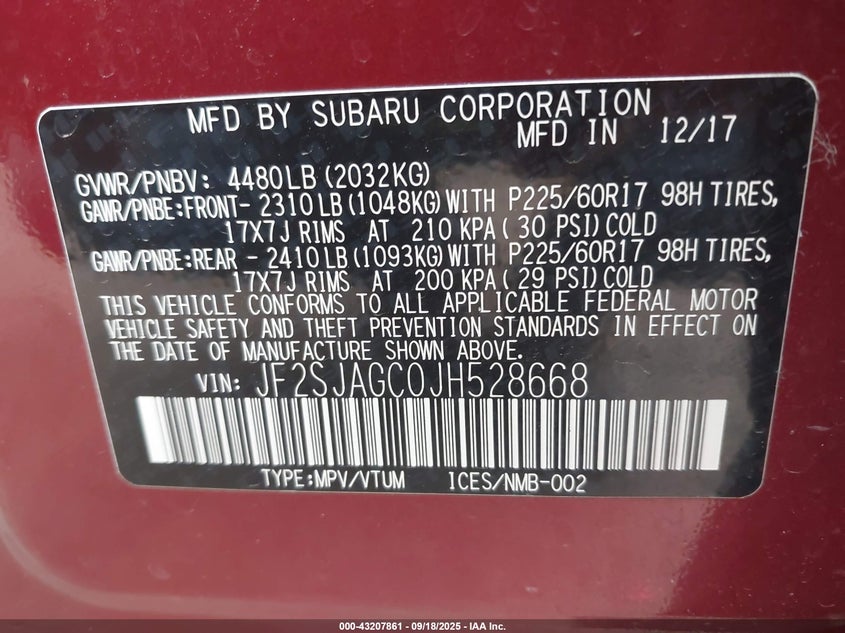 MFD BY SUBARU CORPORATION
MFD IN 12/17
GVWR/PNBV: 4480LB (2032KG)
GAWR/PNBE:FRONT- 2310LB (1048KG) WITH P225/60R17 98H TIRES,
17X7J RIMS AT 210 KPA ( 30 PSI) COLD
GAWR/PNBE:REAR - 2410LB (1093KG) WITH P225/60R17 98H TIRES,
17X7J RIMS AT 200 KPA ( 29 PSI) COLD
THIS VEHICLE CONFORMS TO ALL APPLICABLE FEDERAL MOTOR
VEHICLE SAFETY AND THEFT PREVENTION STANDARDS IN EFFECT ON
THE DATE OF MANUFACTURE SHOWN ABOVE.
VIN: JF2SJAGC0JH528668
TYPE:MPV/VTUM ICES/NMB-002
000-43207861 | 09/18/2025 - IAA Inc.